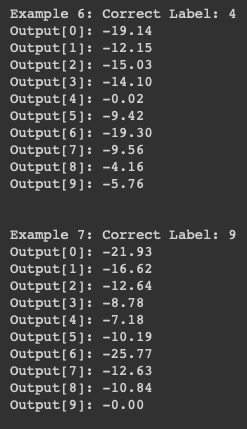 Example 6: Correct Label: 4
Output[0]: -19.14
Output[1]: -12.15
Output[2]: -15.03
Output[3]: -14.10
Output[4]: -0.02
Output[5]: -9.42
Output[6]: -19.30
Output[7]: -9.56
Output[8]: -4.16
Output[9]: -5.76
Example 7: Correct Label: 9
Output[0]: -21.93
Output[1]: -16.62
Output[2]: -12.64
Output[3]: -8.78
Output[4]: -7.18
Output[5]: -10.19
Output[6]: -25.77
Output[7]: -12.63
Output[8]: -10.84
Output[9]: -0.00